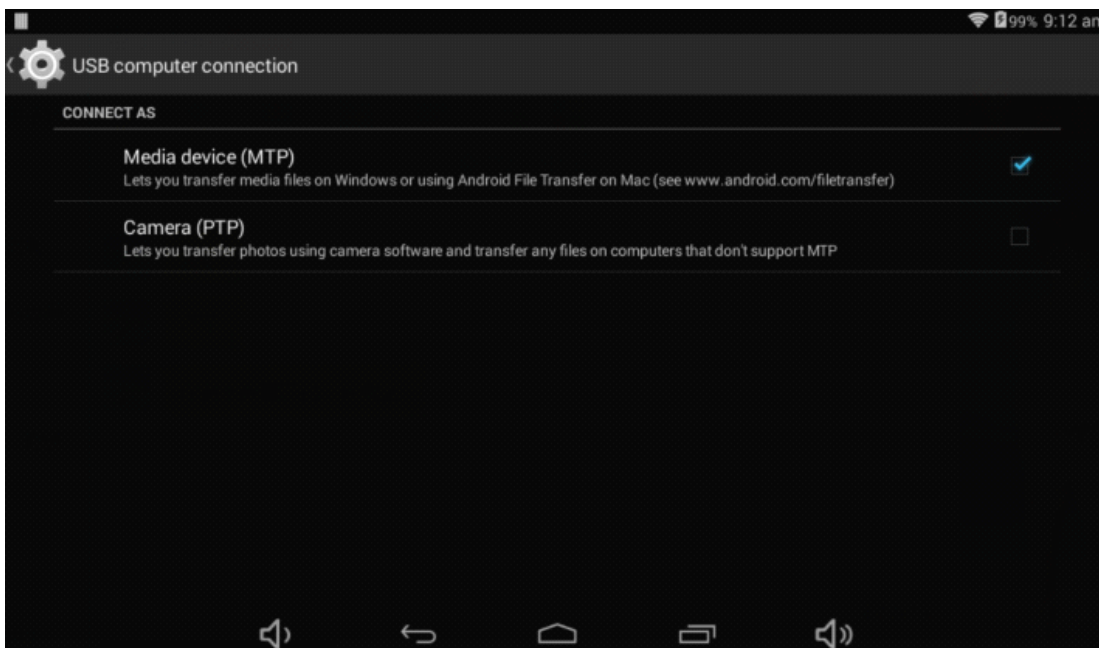 99% 9:12 am
USB computer connection
CONNECT AS
Media device (MTP)
Lets you transfer media files on Windows or using Android File Transfer on Mac (see www.android.com/filetransfer)
Camera (PTP)
Lets you transfer photos using camera software and transfer any files on computers that don't support MTP